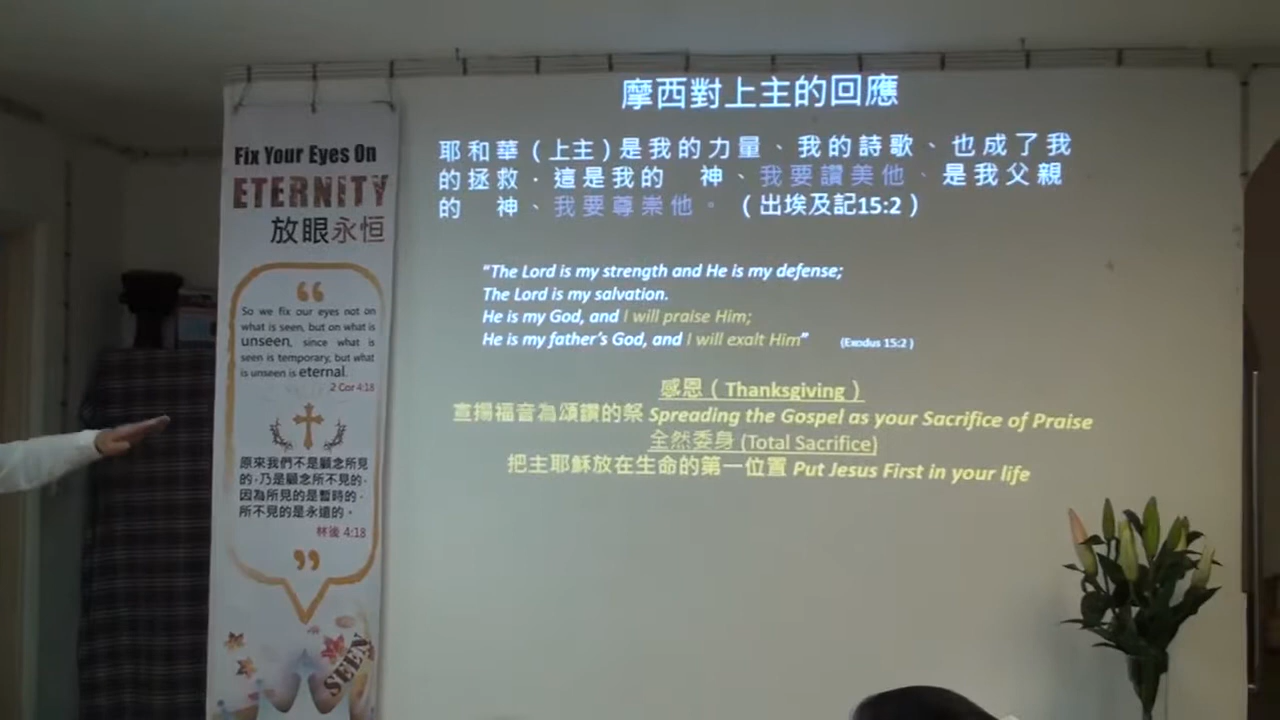 Fix Your Eyes On
ETERNITY
放眼永恒
“
So we fix our eyes not on
what is seen, but on what is
unseen, since what is
seen is temporary, but what
is unseen is eternal.
2 Cor 4:18
原來我們不是顧念所見
的,乃是顧念所不見的,
因為所見的是暫時的,
所不見的是永遠的。
林後 4:18
”
SEEN
摩西對上主的回應
耶和華（上主）是我的力量、我的詩歌、也成了我
的拯救．這是我的 神、我要讚美他、是我父親
的 神、我要尊崇他。（出埃及記15:2）
“The Lord is my strength and He is my defense;
The Lord is my salvation.
He is my God, and I will praise Him;
He is my father’s God, and I will exalt Him” (Exodus 15:2 )
感恩（Thanksgiving）
宣揚福音為頌讚的祭 Spreading the Gospel as your Sacrifice of Praise
全然委身 (Total Sacrifice)
把主耶穌放在生命的第一位置 Put Jesus First in your life